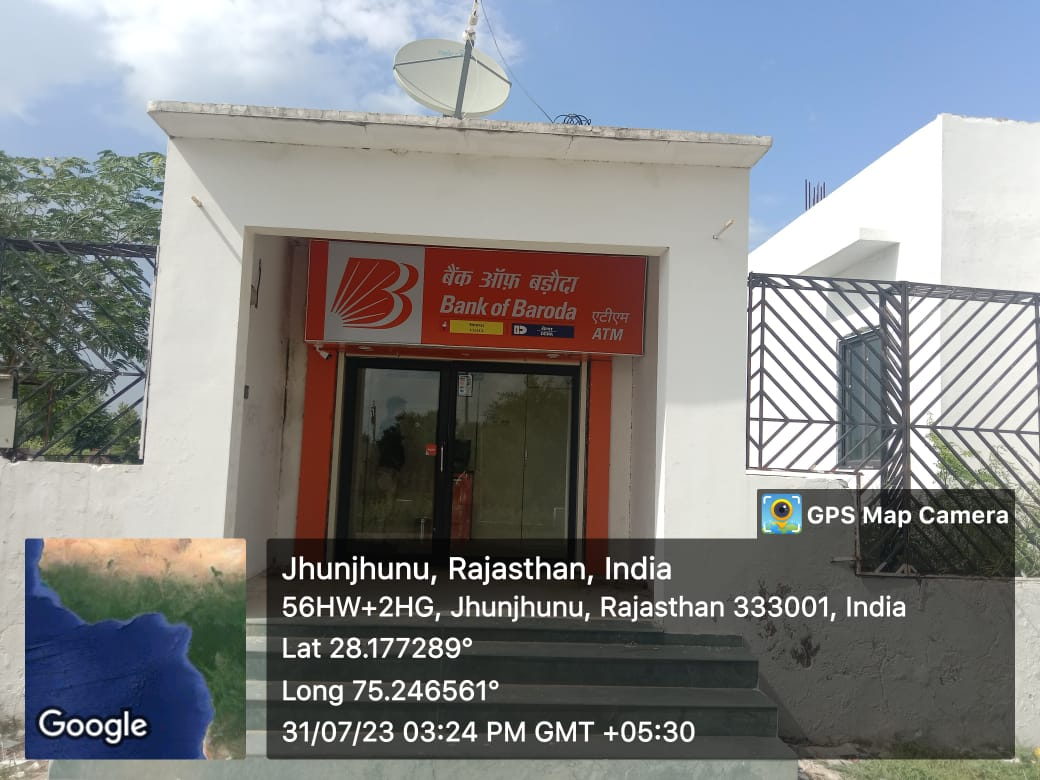 बैंक ऑफ़ बड़ौदा
Bank of Baroda
एटीएम
ATM
GPS Map Camera
Jhunjhunu, Rajasthan, India
56HW+2HG, Jhunjhunu, Rajasthan 333001, India
Lat 28.177289°
Long 75.246561°
31/07/23 03:24 PM GMT +05:30
Google